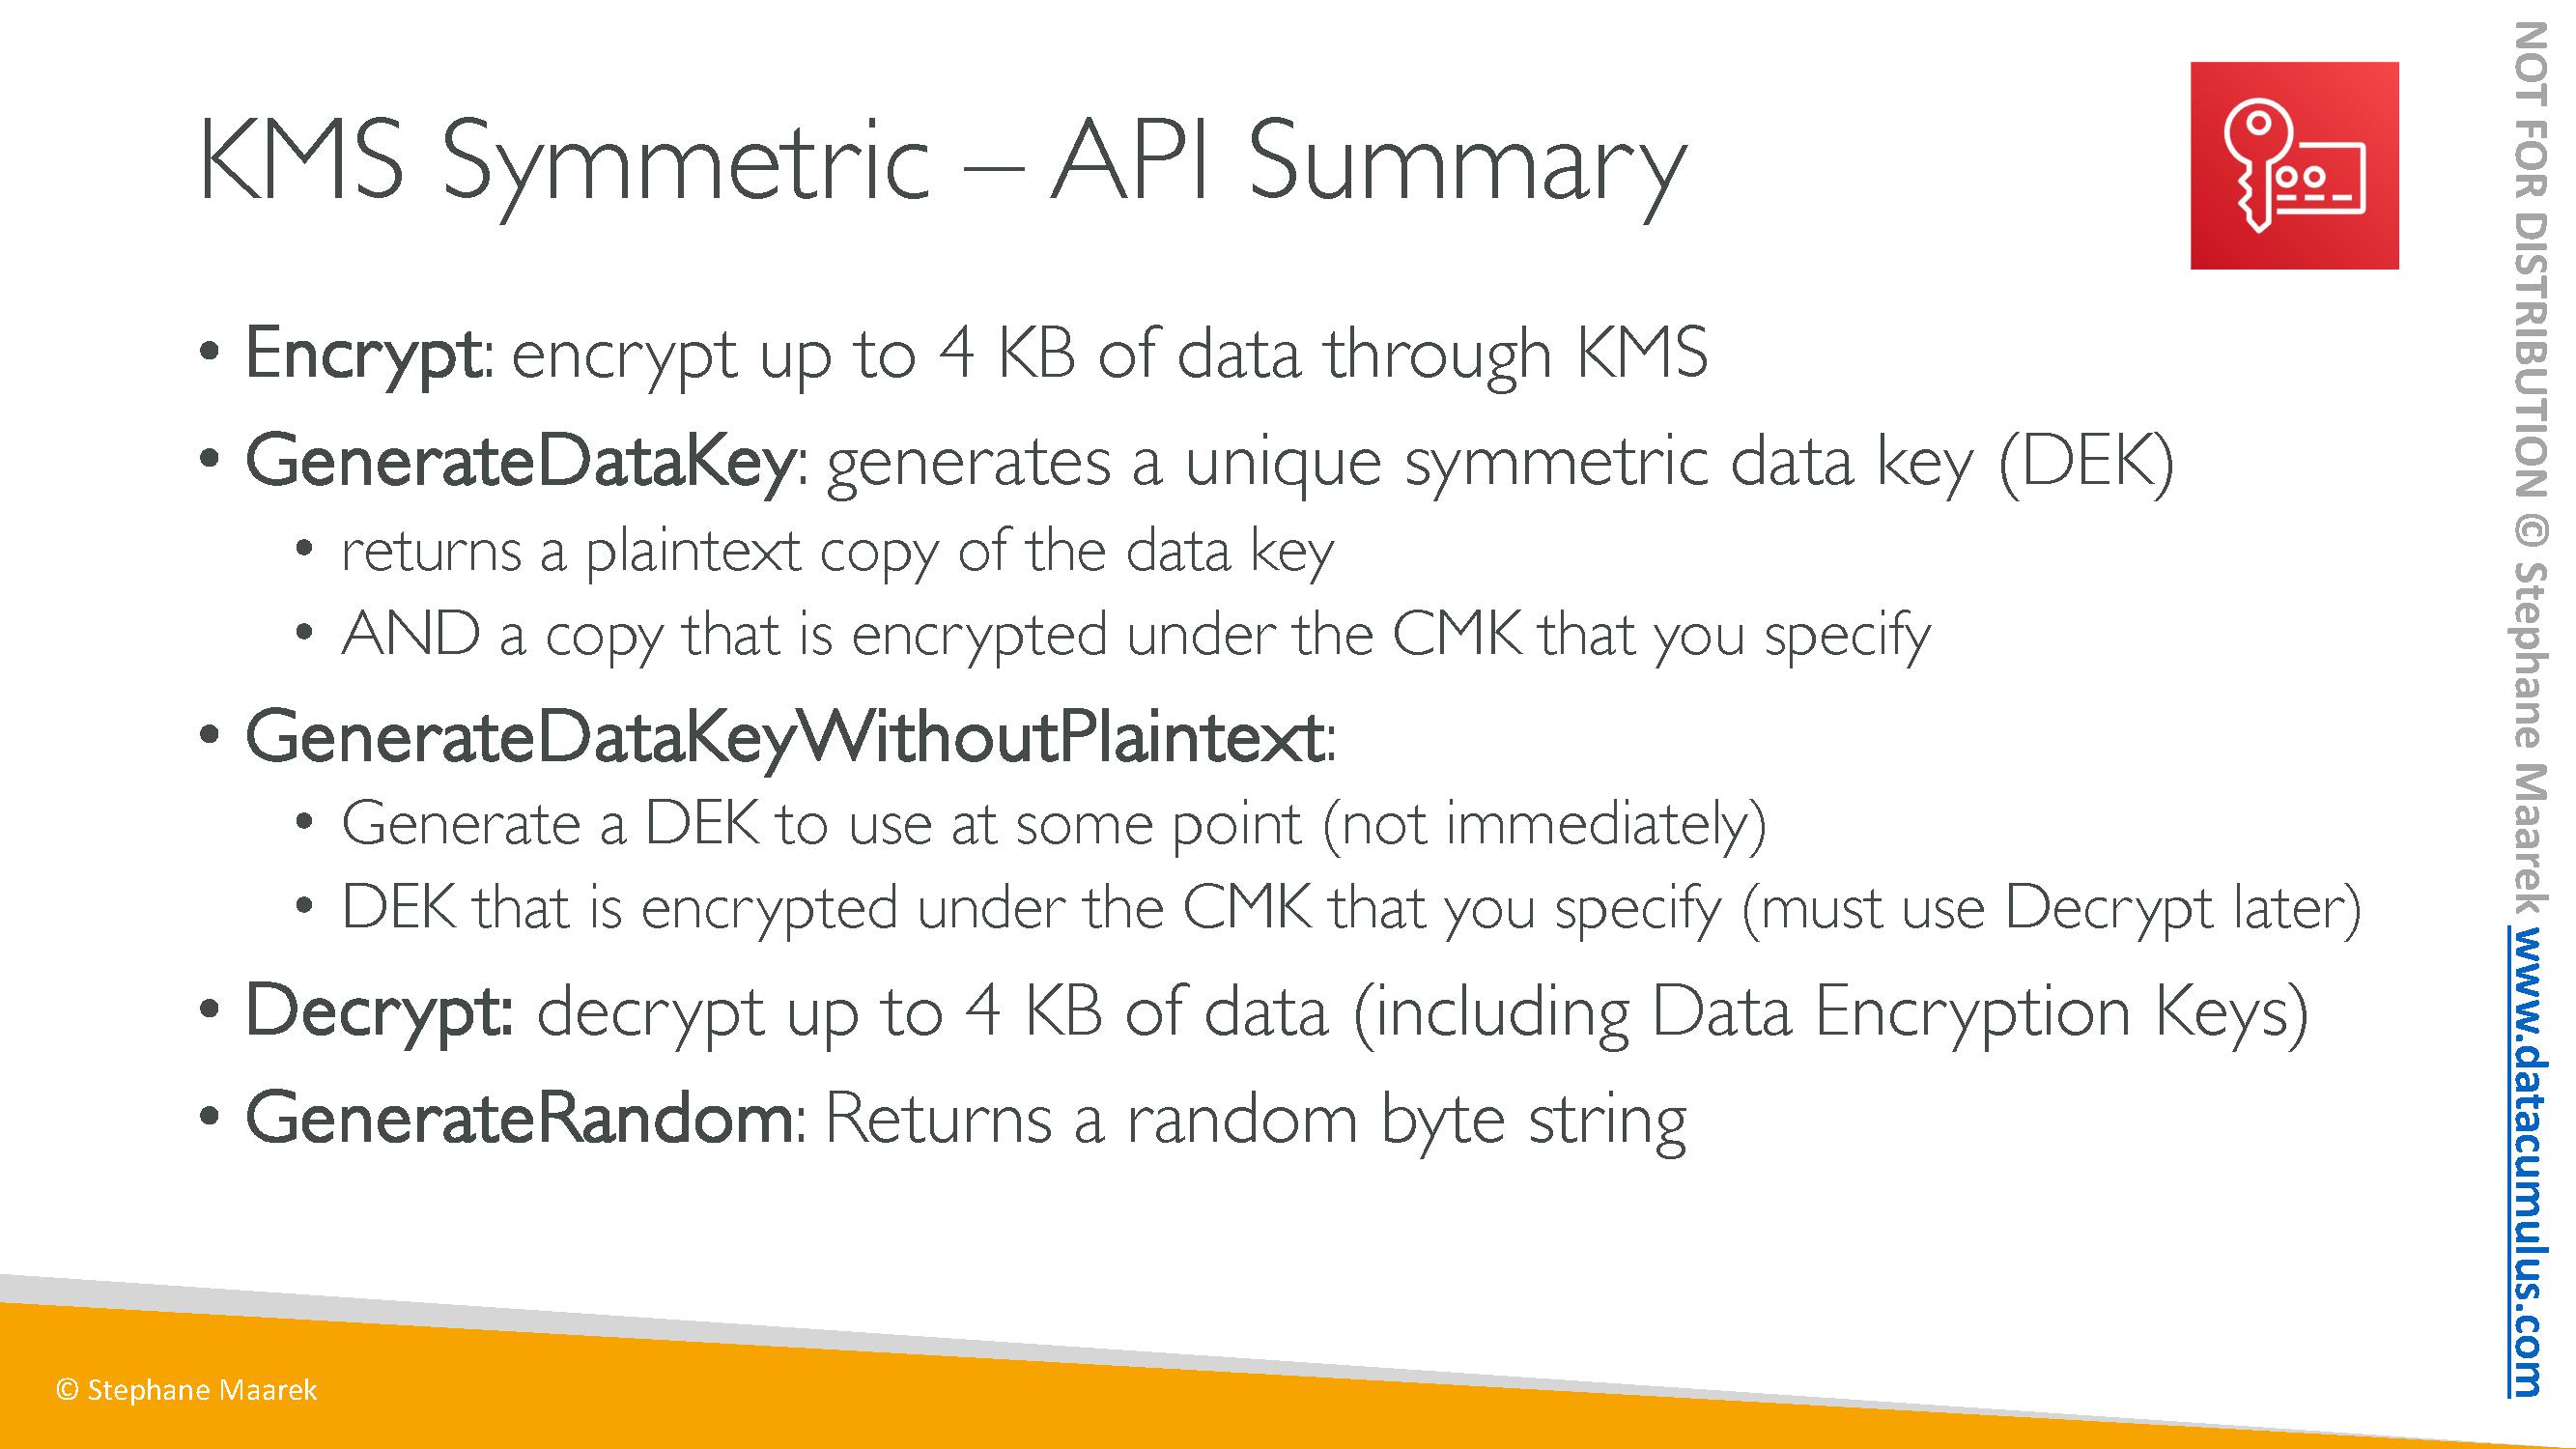 KMS Symmetric – API Summary
• Encrypt: encrypt up to 4 KB of data through KMS
• GenerateDataKey: generates a unique symmetric data key (DEK)
• returns a plaintext copy of the data key
• AND a copy that is encrypted under the CMK that you specify
• GenerateDataKeyWithoutPlaintext:
• Generate a DEK to use at some point (not immediately)
• DEK that is encrypted under the CMK that you specify (must use Decrypt later)
• Decrypt: decrypt up to 4 KB of data (including Data Encryption Keys)
• GenerateRandom: Returns a random byte string
© Stephane Maarek
NOT FOR DISTRIBUTION © Stephane Maarek www.datacumulus.com